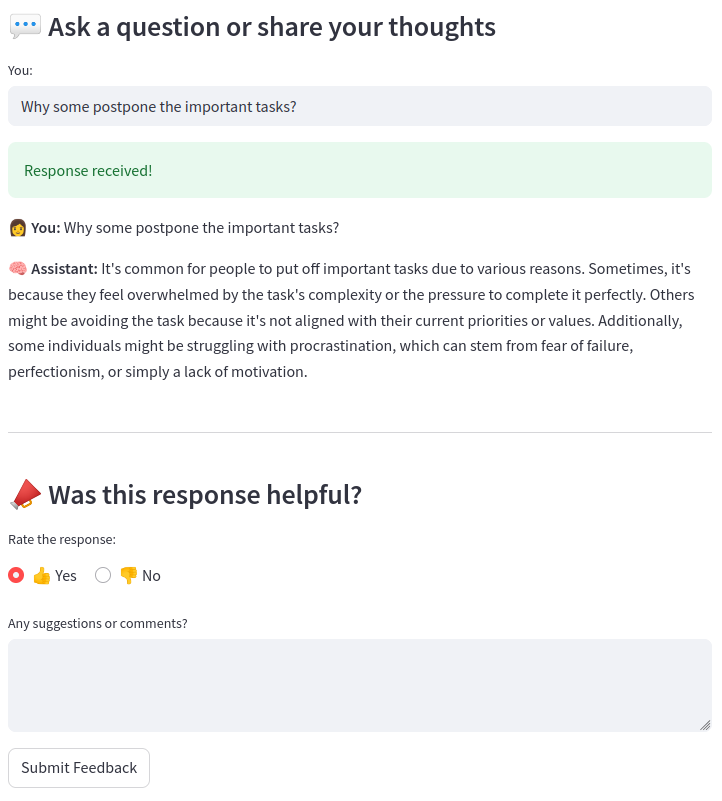 💬 Ask a question or share your thoughts
You:
Why some postpone the important tasks?
Response received!
👩 You: Why some postpone the important tasks?
🧠 Assistant: It's common for people to put off important tasks due to various reasons. Sometimes, it's
because they feel overwhelmed by the task's complexity or the pressure to complete it perfectly. Others
might be avoiding the task because it's not aligned with their current priorities or values. Additionally,
some individuals might be struggling with procrastination, which can stem from fear of failure,
perfectionism, or simply a lack of motivation.
📣 Was this response helpful?
Rate the response:
👍 Yes 👎 No
Any suggestions or comments?
Submit Feedback